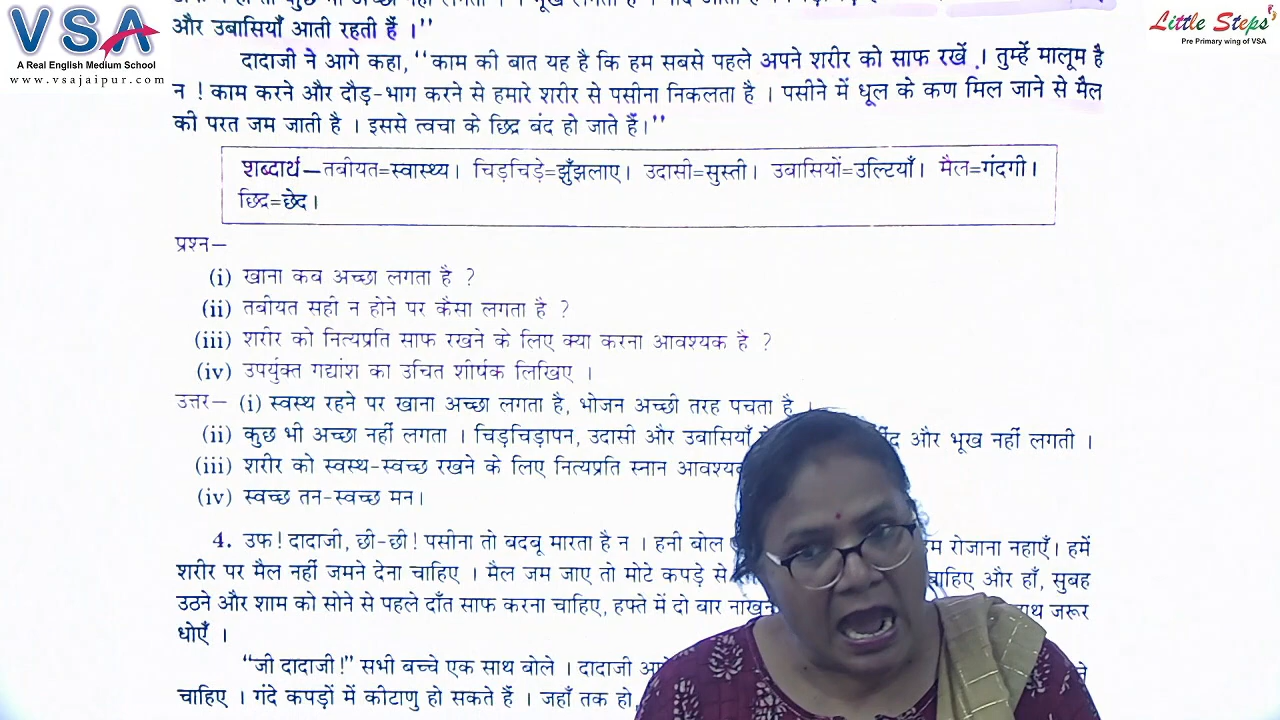 VSA
A Real English Medium School
www.vsajaipur.com
Little Steps
Pre Primary wing of VSA
और उबासियाँ आती रहती हैं ।’’
दादाजी ने आगे कहा, ‘‘काम की बात यह है कि हम सबसे पहले अपने शरीर को साफ रखें । तुम्हें मालूम है
न ! काम करने और दौड़-भाग करने से हमारे शरीर से पसीना निकलता है । पसीने में धूल के कण मिल जाने से मैल
की परत जम जाती है । इससे त्वचा के छिद्र बंद हो जाते हैं।’’
शब्दार्थ–तबीयत=स्वास्थ्य। चिड़चिड़े=झुँझलाए। उदासी=सुस्ती। उबासियों=उल्टियाँ। मैल=गंदगी।
छिद्र=छेद।
प्रश्न–
(i) खाना कब अच्छा लगता है ?
(ii) तबीयत सही न होने पर कैसा लगता है ?
(iii) शरीर को नित्यप्रति साफ रखने के लिए क्या करना आवश्यक है ?
(iv) उपर्युक्त गद्यांश का उचित शीर्षक लिखिए ।
उत्तर– (i) स्वस्थ रहने पर खाना अच्छा लगता है, भोजन अच्छी तरह पचता है ।
(ii) कुछ भी अच्छा नहीं लगता । चिड़चिड़ापन, उदासी और उबासियाँ और भूख नहीं लगती ।
(iii) शरीर को स्वस्थ-स्वच्छ रखने के लिए नित्यप्रति स्नान
(iv) स्वच्छ तन-स्वच्छ मन।
4. उफ ! दादाजी, छी-छी ! पसीना तो बदबू मारता है न । हनी बोल रोजाना नहाएँ। हमें
शरीर पर मैल नहीं जमने देना चाहिए । मैल जम जाए तो मोटे कपड़े से और हाँ, सुबह
उठने और शाम को सोने से पहले दाँत साफ करना चाहिए, हफ्ते में दो बार जरूर
धोएँ ।
‘‘जी दादाजी !’’ सभी बच्चे एक साथ बोले । दादाजी
चाहिए । गंदे कपड़ों में कीटाणु हो सकते हैं । जहाँ तक हो,